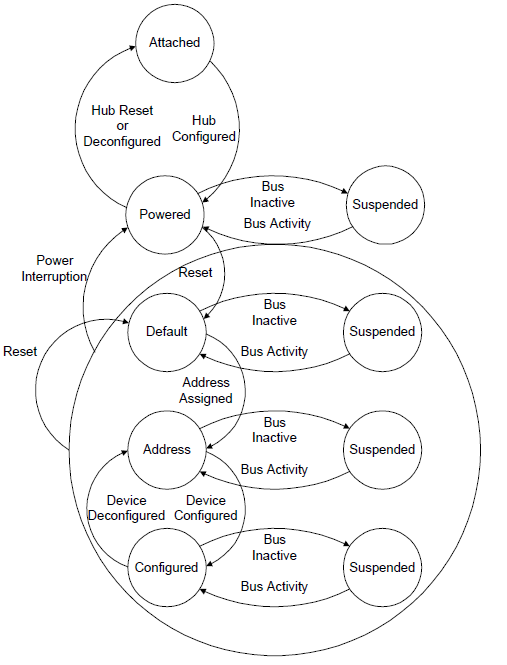 Attached
Hub Reset
or
Deconfigured
Hub
Configured
Powered
Bus
Inactive
Bus Activity
Suspended
Power
Interruption
Reset
Default
Bus
Inactive
Bus Activity
Suspended
Reset
Address
Assigned
Address
Bus
Inactive
Bus Activity
Suspended
Device
Deconfigured
Device
Configured
Configured
Bus
Inactive
Bus Activity
Suspended